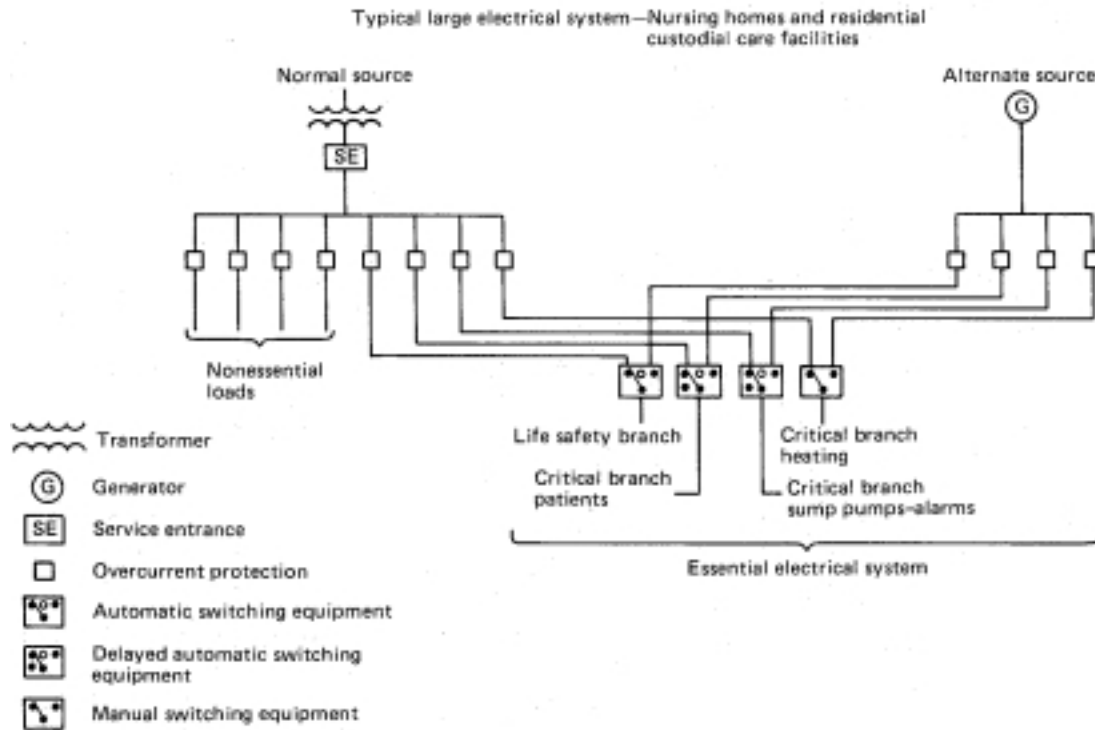 Typical large electrical system—Nursing homes and residential
custodial care facilities
Normal source
Alternate source
G
SE
Nonessential
loads
Life safety branch
Critical branch
heating
Critical branch
patients
Critical branch
sump pumps-alarms
Essential electrical system
Transformer
G Generator
SE Service entrance
Overcurrent protection
Automatic switching equipment
Delayed automatic switching
equipment
Manual switching equipment